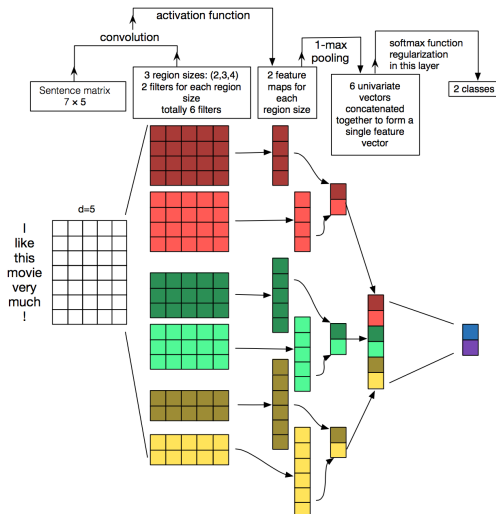 activation function
convolution
1-max
pooling
softmax function
regularization
in this layer
Sentence matrix
7 × 5
3 region sizes: (2,3,4)
2 filters for each region
size
totally 6 filters
2 feature
maps for
each
region size
6 univariate
vectors
concatenated
together to form a
single feature
vector
2 classes
d=5
I
like
this
movie
very
much
!